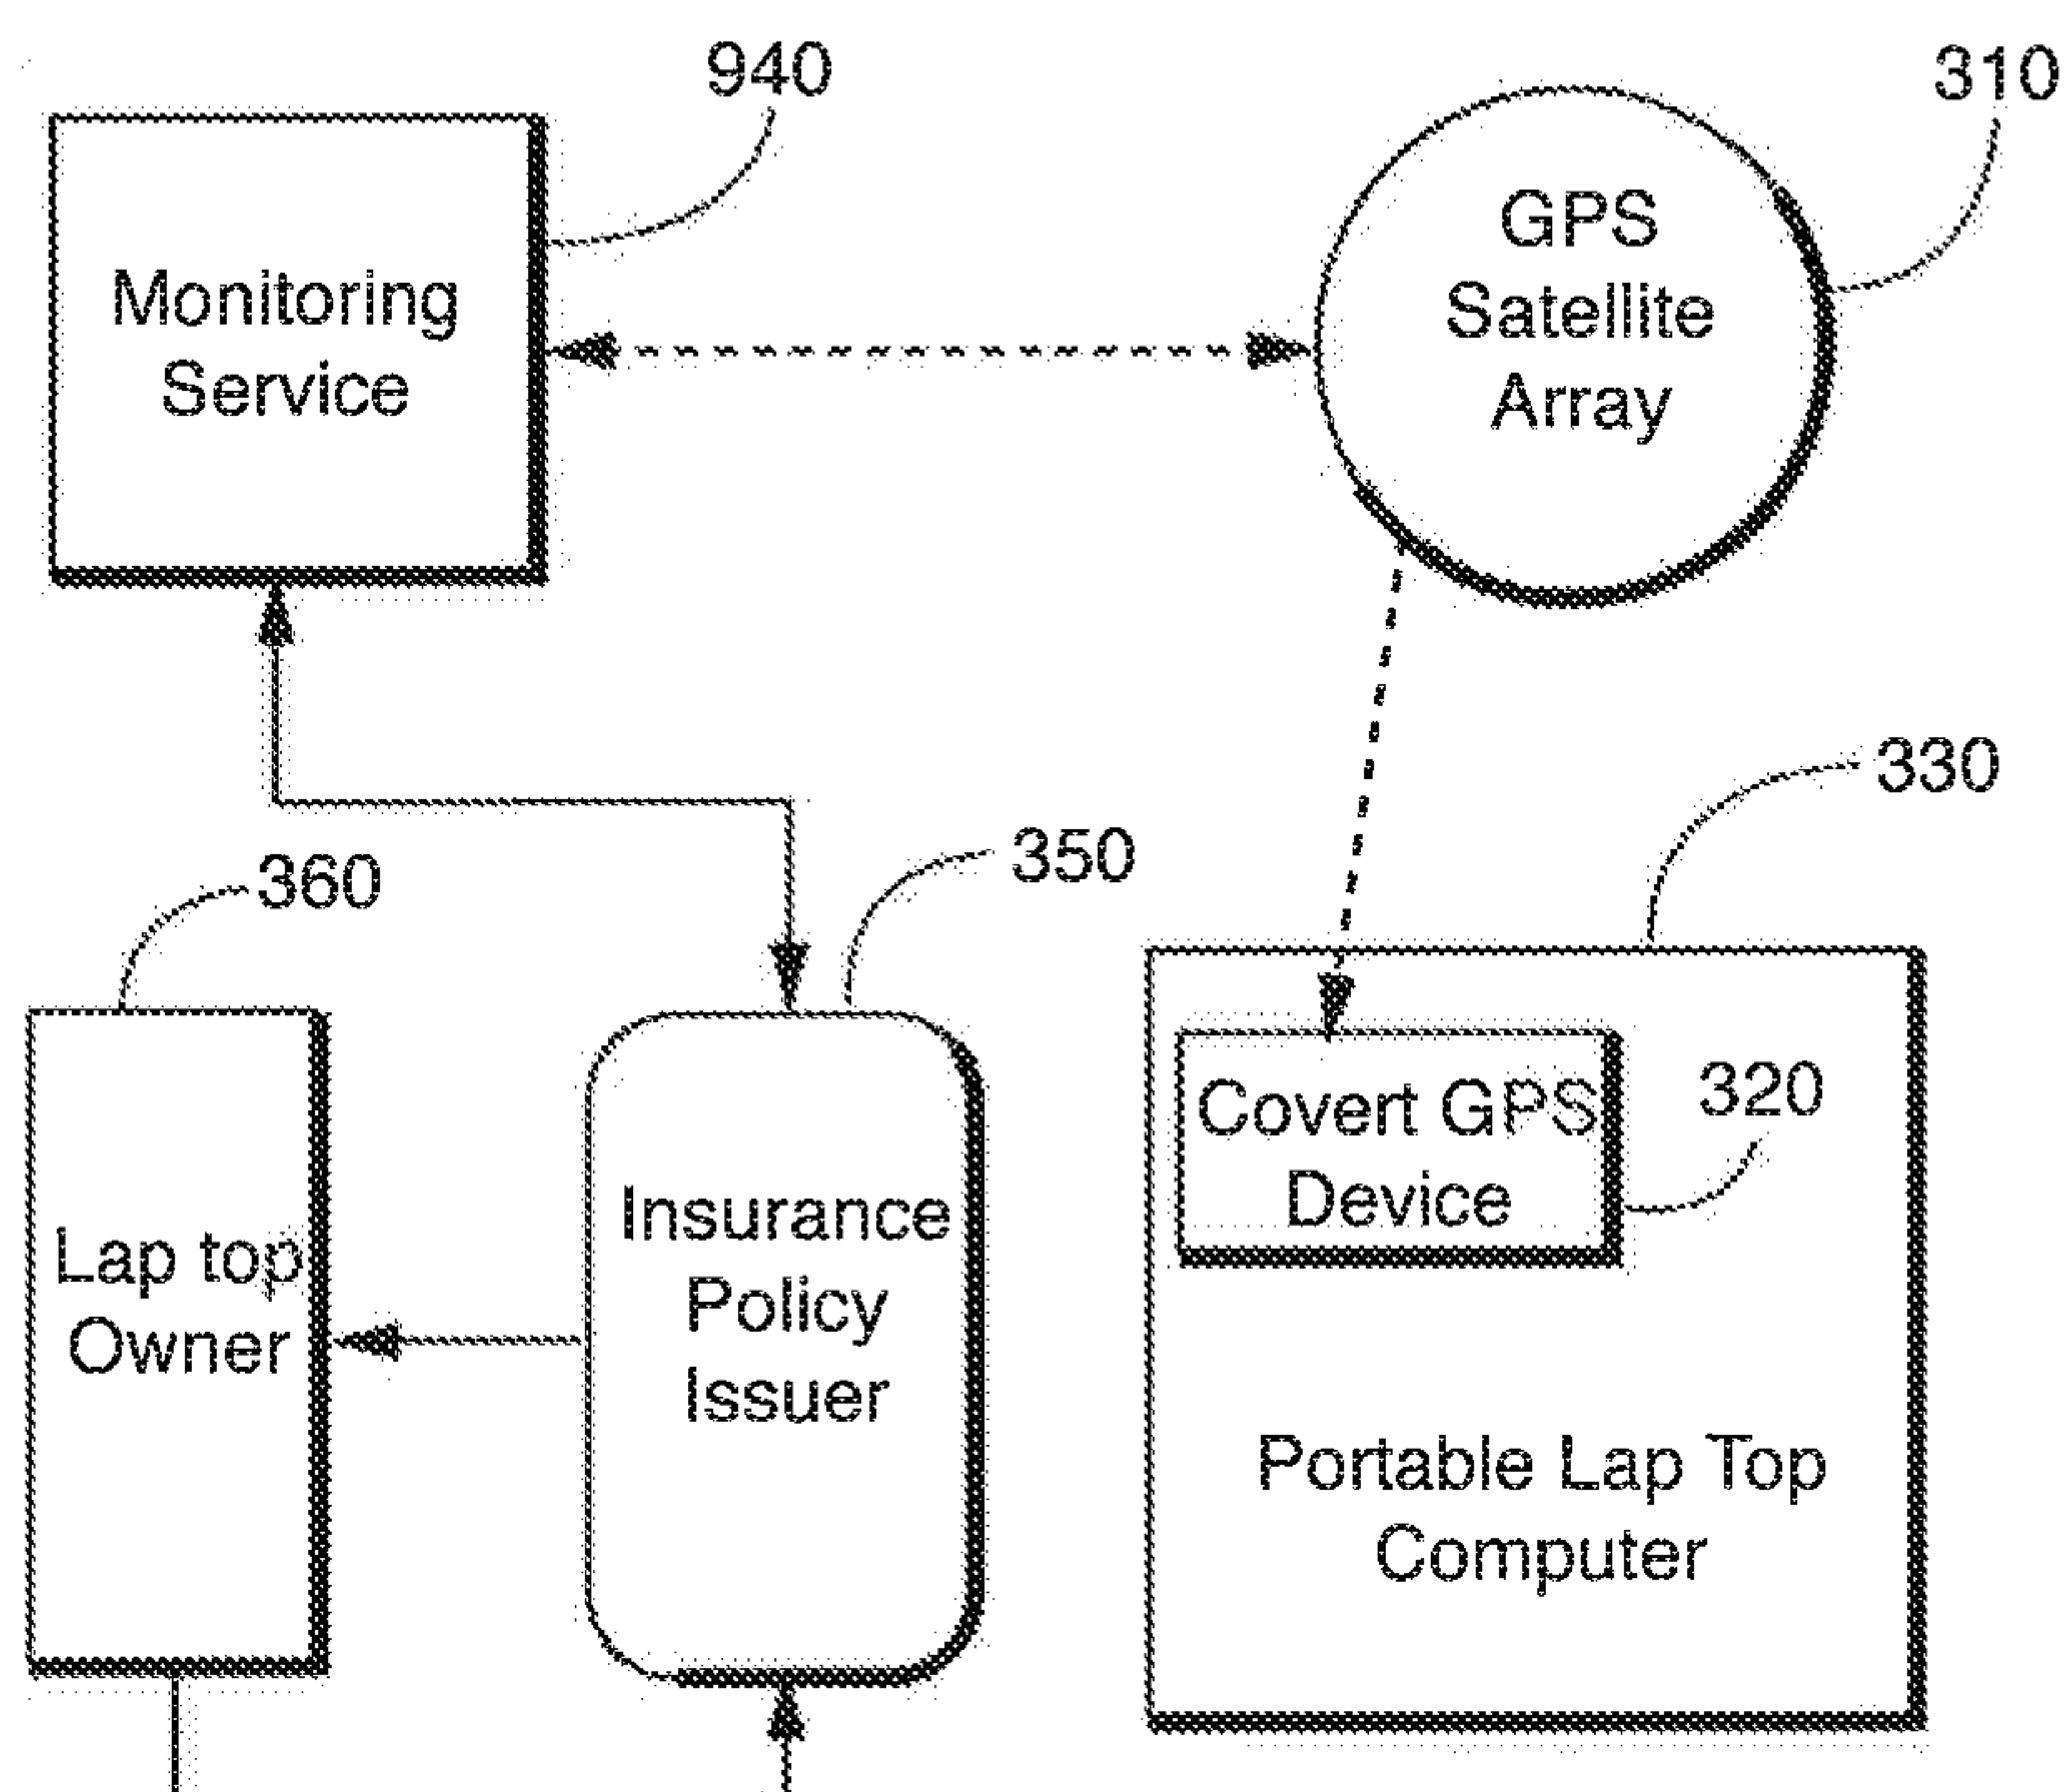 940
310
Monitoring
Service
GPS
Satellite
Array
330
350
360
Covert GPS
Device
320
Insurance
Policy
Issuer
Lap top
Owner
Portable Lap Top
Computer